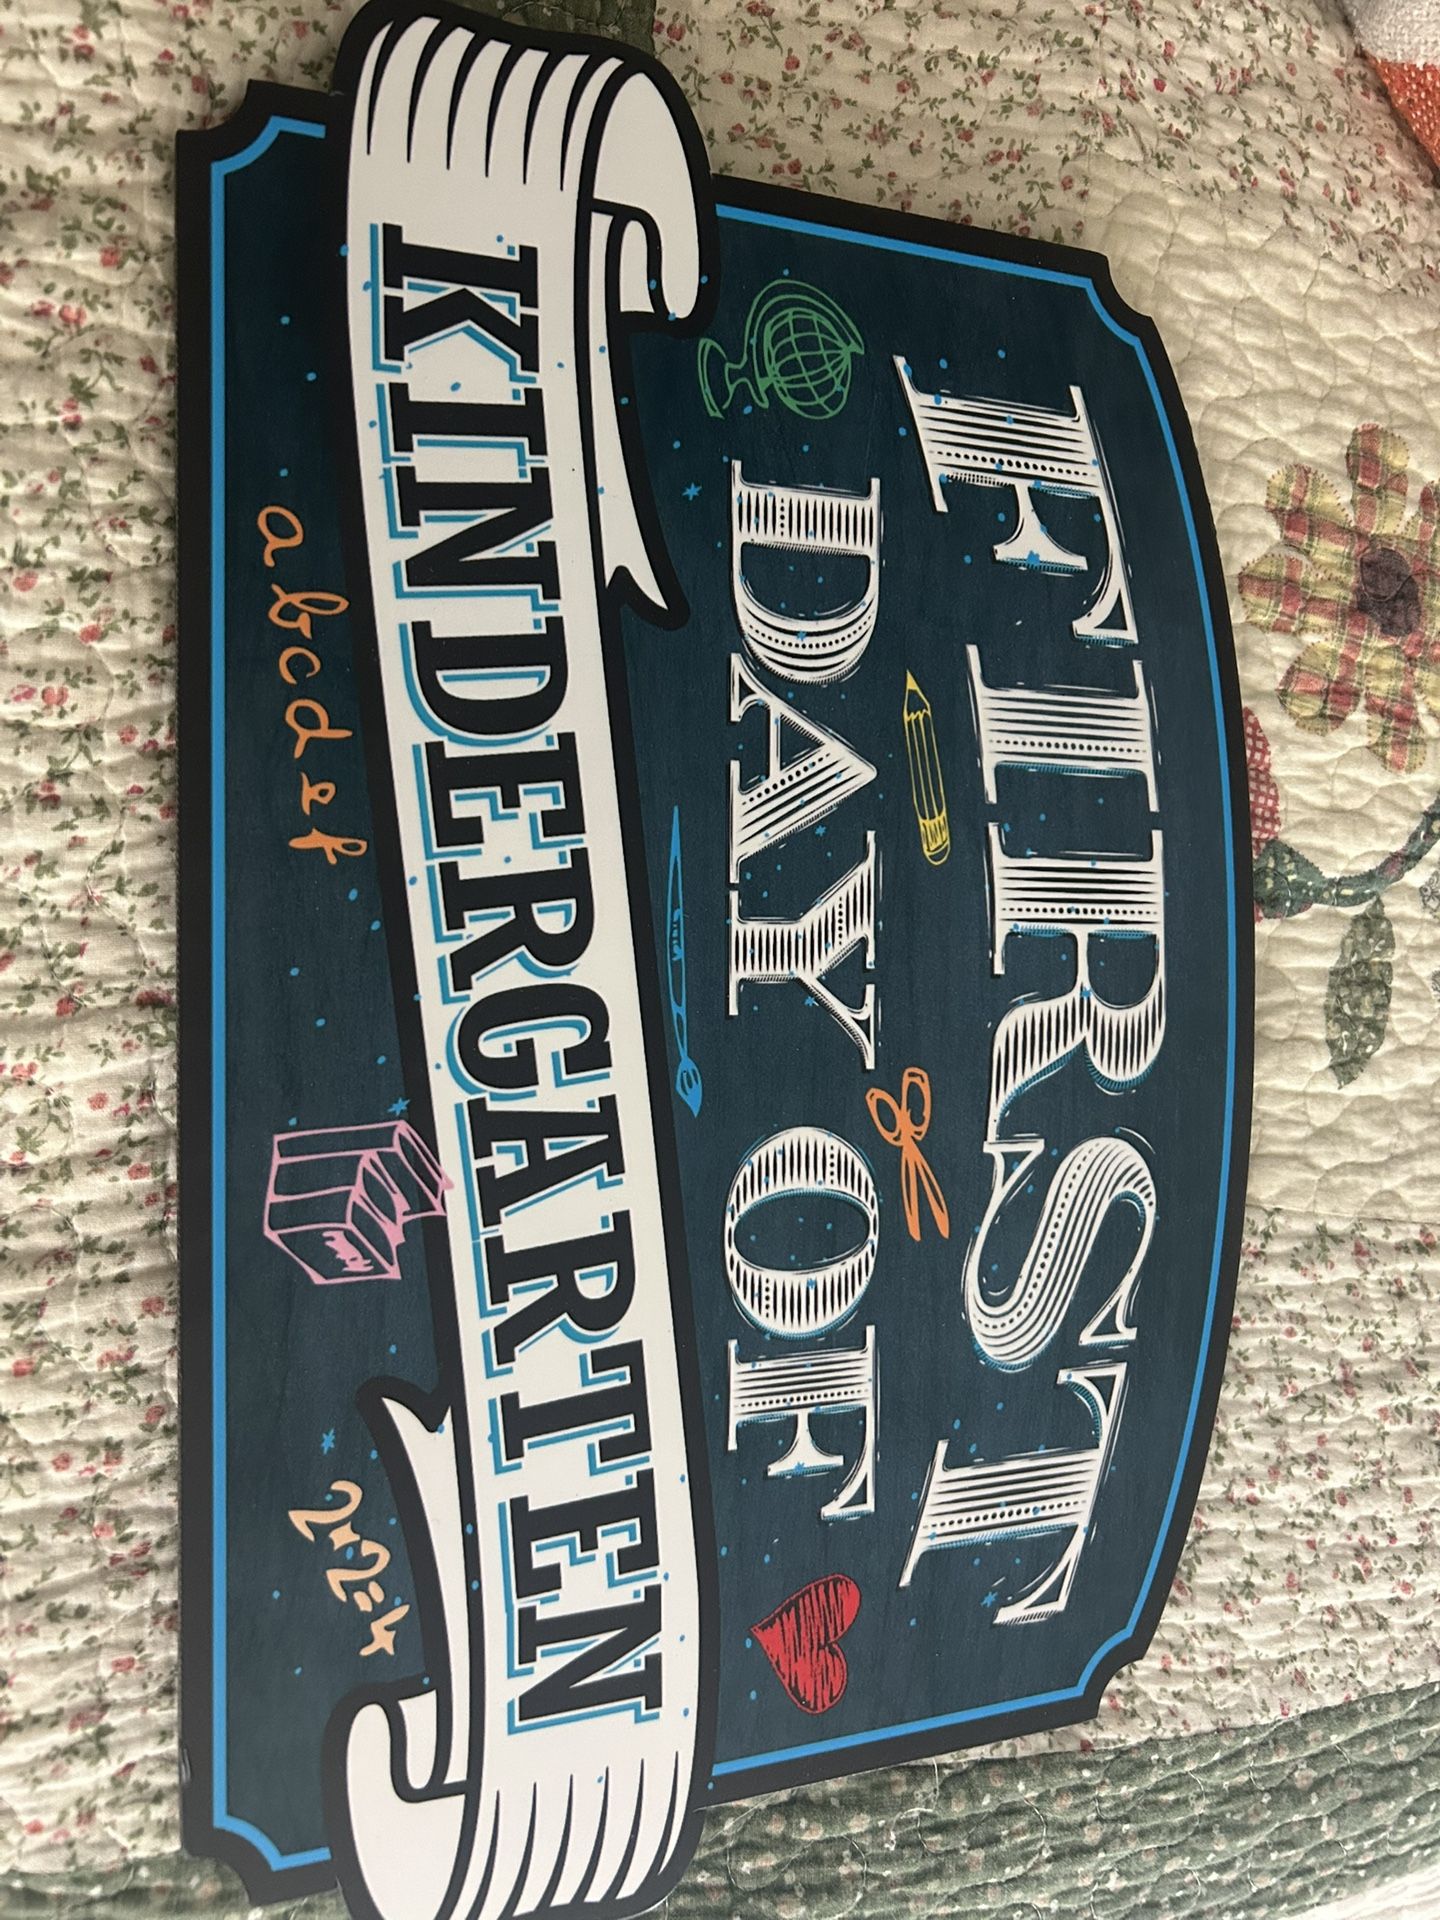 FIRST
DAY OF
KINDERGARTEN
abcdef
2+2=4